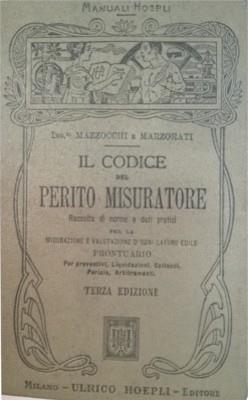 MANUALI HOEPLI
ING.ri MAZZOCCHI E MARZORATI
IL CODICE
DEL
PERITO MISURATORE
Raccolta di norme e dati pratici
PER LA
MISURAZIONE E VALUTAZIONE D'OGNI LAVORO EDILE
PRONTUARIO
Per preventivi, Liquidazioni, Collaudi,
Perizie, Arbitramenti.
TERZA EDIZIONE
MILANO - ULRICO HOEPLI - EDITORE